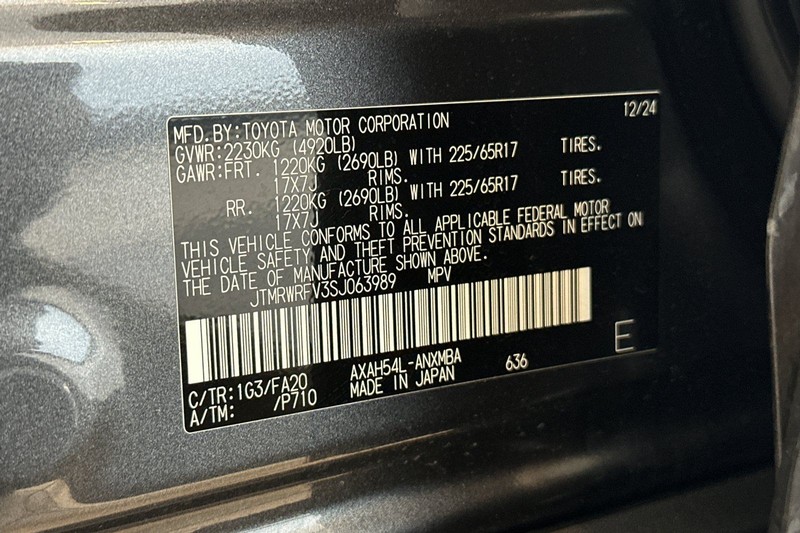 12/24
MFD.BY:TOYOTA MOTOR CORPORATION
GVWR:2230KG (4920LB)
GAWR:FRT. 1220KG (2690LB) WITH 225/65R17 TIRES.
17X7J RIMS.
RR. 1220KG (2690LB) WITH 225/65R17 TIRES.
17X7J RIMS.
THIS VEHICLE CONFORMS TO ALL APPLICABLE FEDERAL MOTOR
VEHICLE SAFETY AND THEFT PREVENTION STANDARDS IN EFFECT ON
THE DATE OF MANUFACTURE SHOWN ABOVE.
JTMRWRFV3SJ063989 MPV
E
C/TR:1G3/FA20 AXAH54L-ANXMBA 636
A/TM: /P710 MADE IN JAPAN